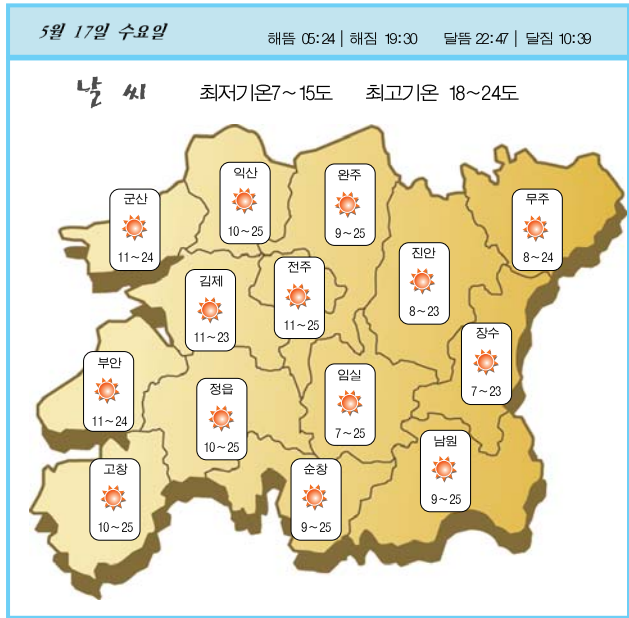 5월 17일 수요일
해뜸 05:24 | 해짐 19:30 달뜸 22:47 | 달짐 10:39
날 씨 최저기온7~15도 최고기온 18~24도
익산
10~25
완주
9~25
군산
11~24
무주
8~24
진안
8~23
전주
11~25
김제
11~23
장수
7~23
부안
11~24
임실
7~25
정읍
10~25
남원
9~25
고창
10~25
순창
9~25